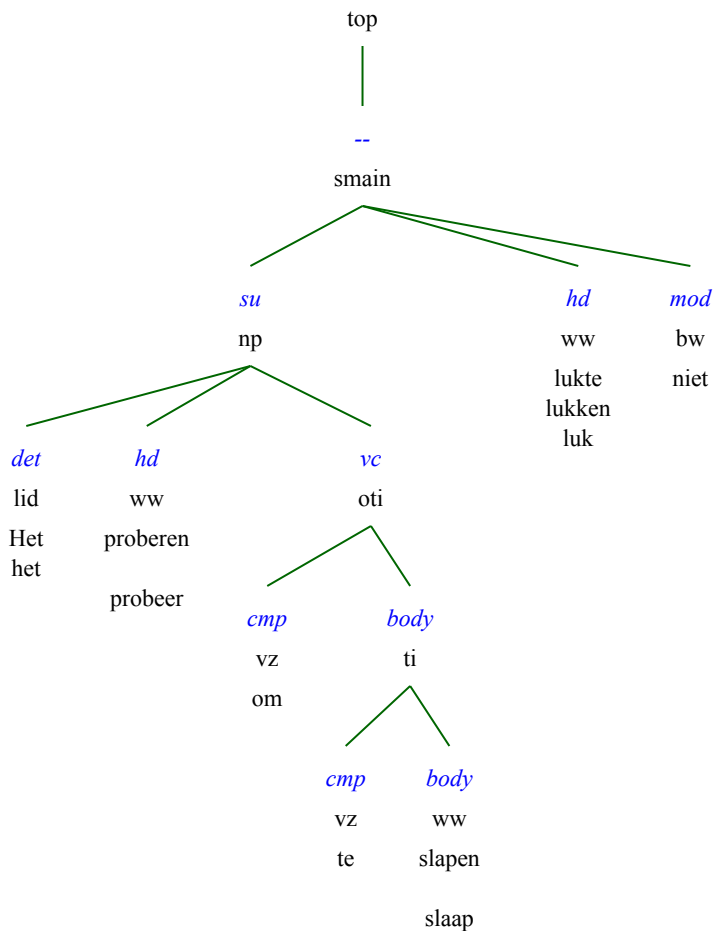 top
--
smain
su hd mod
np ww bw
lukte niet
lukken
luk
det hd vc
lid ww oti
Het proberen
het
probeer
cmp body
vz ti
om
cmp body
vz ww
te slapen
slaap